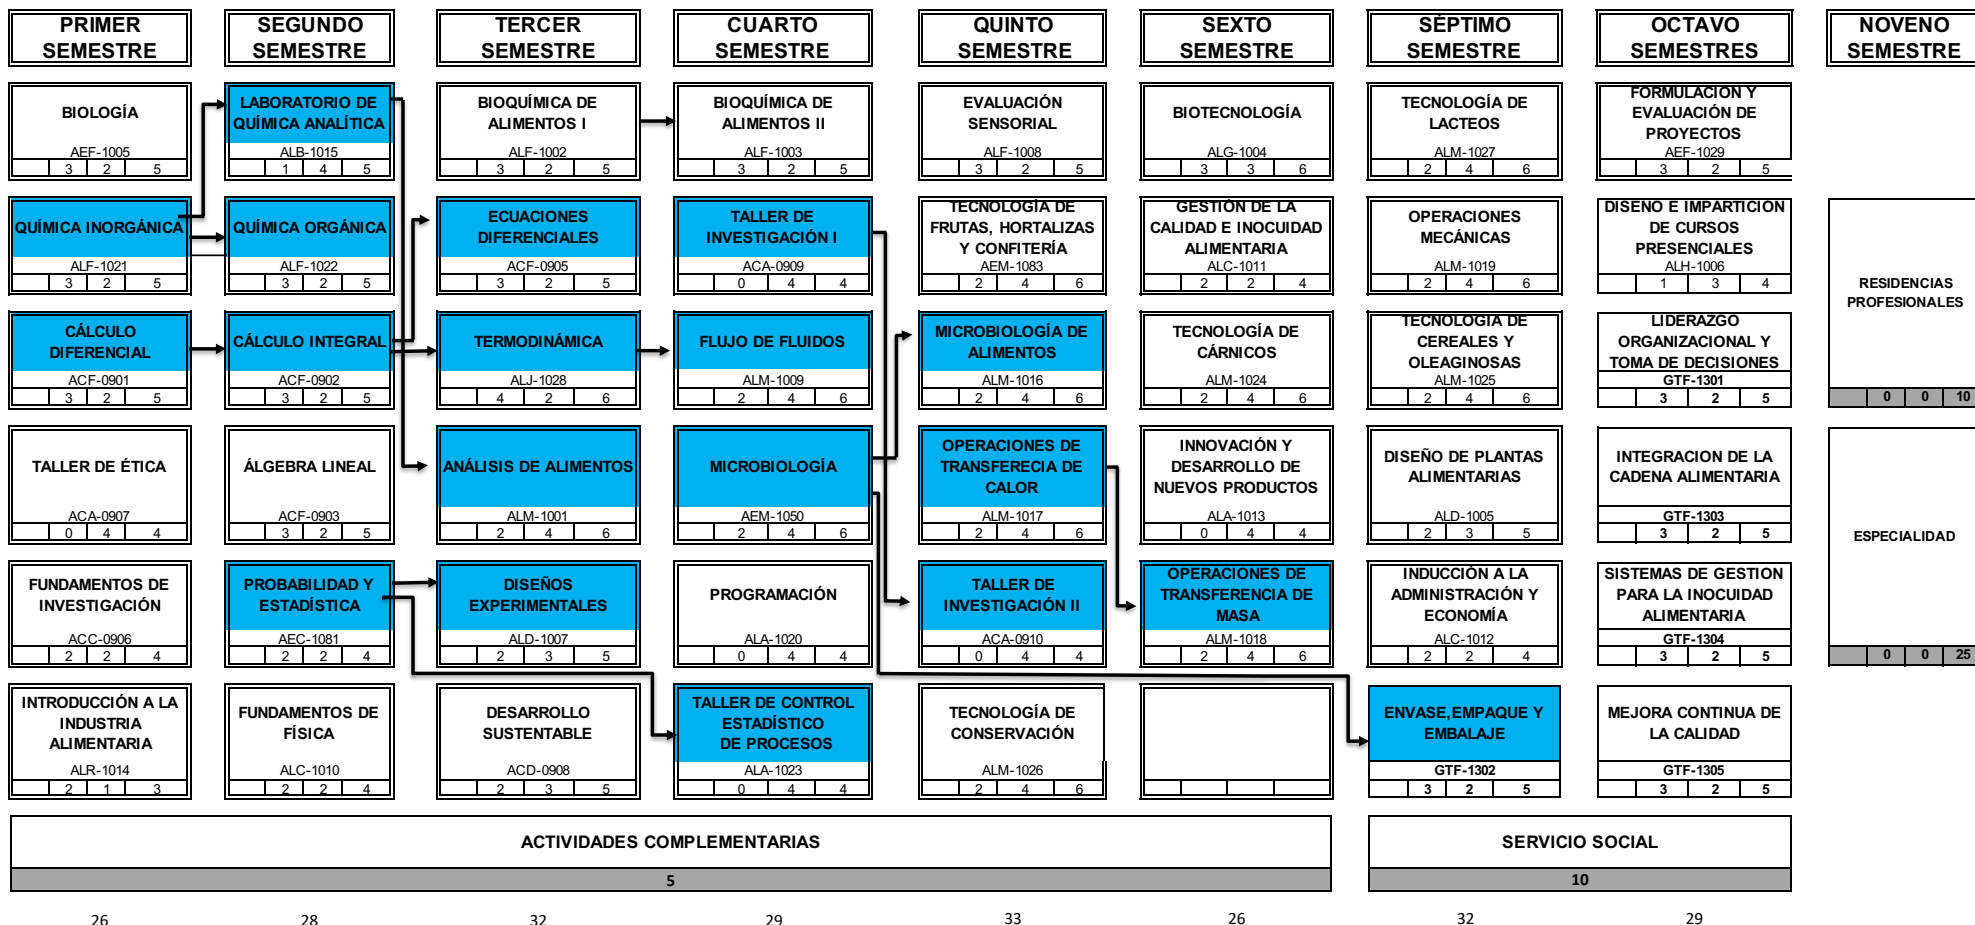 PRIMER
SEMESTRE
SEGUNDO
SEMESTRE
TERCER
SEMESTRE
CUARTO
SEMESTRE
QUINTO
SEMESTRE
SEXTO
SEMESTRE
SÉPTIMO
SEMESTRE
OCTAVO
SEMESTRES
NOVENO
SEMESTRE
BIOLOGÍA
AEF-1005
3 2 5
LABORATORIO DE
QUÍMICA ANALÍTICA
ALB-1015
1 4 5
BIOQUÍMICA DE
ALIMENTOS I
ALF-1002
3 2 5
BIOQUÍMICA DE
ALIMENTOS II
ALF-1003
3 2 5
EVALUACIÓN
SENSORIAL
ALF-1008
3 2 5
BIOTECNOLOGÍA
ALG-1004
3 3 6
TECNOLOGÍA DE
LACTEOS
ALM-1027
2 4 6
FORMULACION Y
EVALUACIÓN DE
PROYECTOS
AEF-1029
3 2 5
QUÍMICA INORGÁNICA
ALF-1021
3 2 5
QUÍMICA ORGÁNICA
ALF-1022
3 2 5
ECUACIONES
DIFERENCIALES
ACF-0905
3 2 5
TALLER DE
INVESTIGACIÓN I
ACA-0909
0 4 4
TECNOLOGÍA DE
FRUTAS, HORTALIZAS
Y CONFITERÍA
AEM-1083
2 4 6
GESTIÓN DE LA
CALIDAD E INOCUIDAD
ALIMENTARIA
ALC-1011
2 2 4
OPERACIONES
MECÁNICAS
ALM-1019
2 4 6
DISEÑO E IMPARTICIÓN
DE CURSOS
PRESENCIALES
ALH-1006
1 3 4
RESIDENCIAS
PROFESIONALES
0 0 10
CÁLCULO
DIFERENCIAL
ACF-0901
3 2 5
CÁLCULO INTEGRAL
ACF-0902
3 2 5
TERMODINÁMICA
ALJ-1028
4 2 6
FLUJO DE FLUIDOS
ALM-1009
2 4 6
MICROBIOLOGÍA DE
ALIMENTOS
ALM-1016
2 4 6
TECNOLOGÍA DE
CÁRNICOS
ALM-1024
2 4 6
TECNOLOGÍA DE
CEREALES Y
OLEAGINOSAS
ALM-1025
2 4 6
LIDERAZGO
ORGANIZACIONAL Y
TOMA DE DECISIONES
GTF-1301
3 2 5
TALLER DE ÉTICA
ACA-0907
0 4 4
ÁLGEBRA LINEAL
ACF-0903
3 2 5
ANÁLISIS DE ALIMENTOS
ALM-1001
2 4 6
MICROBIOLOGÍA
AEM-1050
2 4 6
OPERACIONES DE
TRANSFERECIA DE
CALOR
ALM-1017
2 4 6
INNOVACIÓN Y
DESARROLLO DE
NUEVOS PRODUCTOS
ALA-1013
0 4 4
DISEÑO DE PLANTAS
ALIMENTARIAS
ALD-1005
2 3 5
INTEGRACION DE LA
CADENA ALIMENTARIA
GTF-1303
3 2 5
ESPECIALIDAD
0 0 25
FUNDAMENTOS DE
INVESTIGACIÓN
ACC-0906
2 2 4
PROBABILIDAD Y
ESTADÍSTICA
AEC-1081
2 2 4
DISEÑOS
EXPERIMENTALES
ALD-1007
2 3 5
PROGRAMACIÓN
ALA-1020
0 4 4
TALLER DE
INVESTIGACIÓN II
ACA-0910
0 4 4
OPERACIONES DE
TRANSFERENCIA DE
MASA
ALM-1018
2 4 6
INDUCCIÓN A LA
ADMINISTRACIÓN Y
ECONOMÍA
ALC-1012
2 2 4
SISTEMAS DE GESTION
PARA LA INOCUIDAD
ALIMENTARIA
GTF-1304
3 2 5
INTRODUCCIÓN A LA
INDUSTRIA
ALIMENTARIA
ALR-1014
2 1 3
FUNDAMENTOS DE
FÍSICA
ALC-1010
2 2 4
DESARROLLO
SUSTENTABLE
ACD-0908
2 3 5
TALLER DE CONTROL
ESTADÍSTICO
DE PROCESOS
ALA-1023
0 4 4
TECNOLOGÍA DE
CONSERVACIÓN
ALM-1026
2 4 6
ENVASE,EMPAQUE Y
EMBALAJE
GTF-1302
3 2 5
MEJORA CONTINUA DE
LA CALIDAD
GTF-1305
3 2 5
ACTIVIDADES COMPLEMENTARIAS
5
SERVICIO SOCIAL
10
26 28 32 29 33 26 32 29